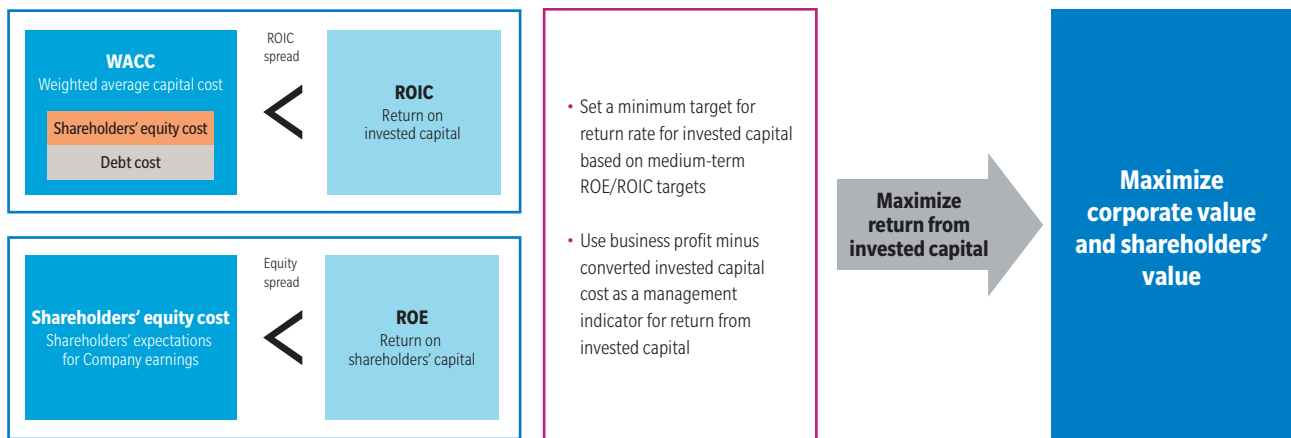 WACC
Weighted average capital cost
Shareholders’ equity cost
Debt cost
ROIC
spread
<
ROIC
Return on
invested capital
Shareholders’ equity cost
Shareholders’ expectations
for Company earnings
Equity
spread
<
ROE
Return on
shareholders’ capital
• Set a minimum target for
return rate for invested capital
based on medium-term
ROE/ROIC targets
• Use business profit minus
converted invested capital
cost as a management
indicator for return from
invested capital
Maximize
return from
invested capital
Maximize
corporate value
and shareholders’
value